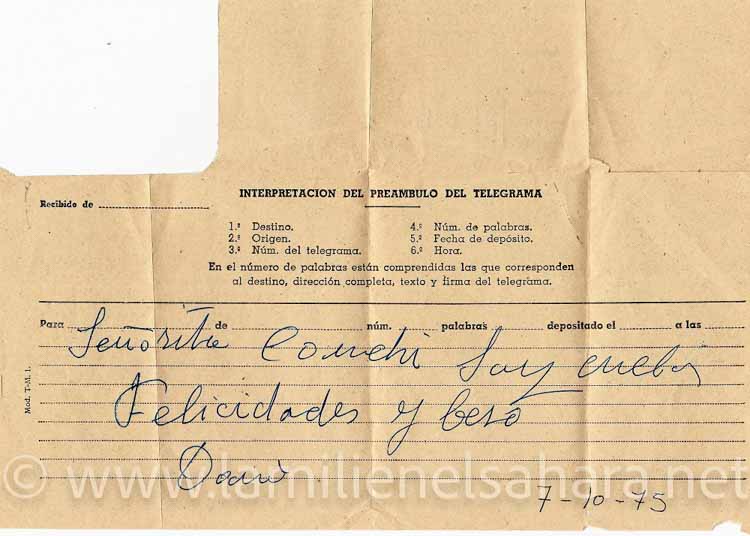 INTERPRETACION DEL PREAMBULO DEL TELEGRAMA
Recibido de
1.º Destino. 4.º Núm. de palabras.
2.º Origen. 5.º Fecha de depósito.
3.º Núm. del telegrama. 6.º Hora.
En el número de palabras están comprendidas las que corresponden
al destino, dirección completa, texto y firma del telegrama.
Para de núm. palabras depositado el a las
Señorita Conchi
Felicidades y beso
Mod. T-M. 1.
© www.lamilienelsahara.net
7-10-75